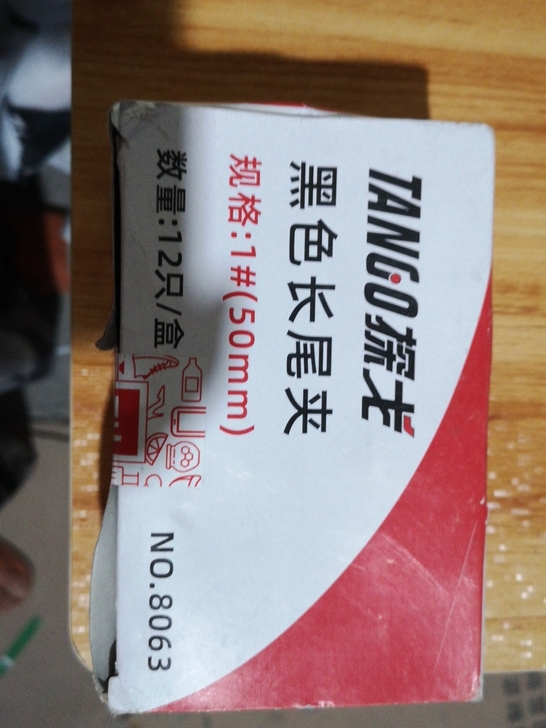 TANGO探戈
黑色长尾夹
规格:1#(50mm)
数量:12只/盒
NO.8063